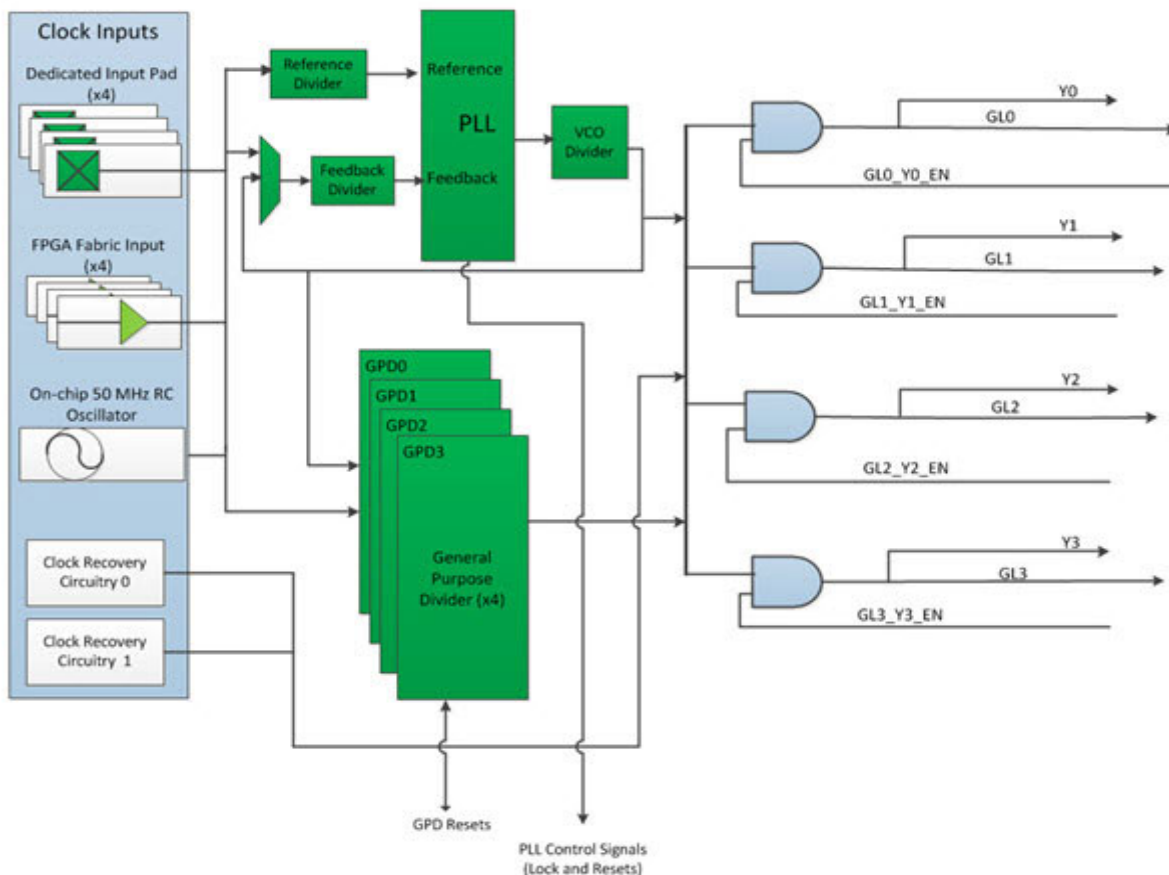 Clock Inputs
Dedicated Input Pad
(x4)
FPGA Fabric Input
(x4)
On-chip 50 MHz RC
Oscillator
Clock Recovery
Circuitry 0
Clock Recovery
Circuitry 1
Reference
Divider
Feedback
Divider
Reference
PLL
Feedback
VCO
Divider
GPD0
GPD1
GPD2
GPD3
General
Purpose
Divider (x4)
GPD Resets
PLL Control Signals
(Lock and Resets)
Y0
GL0
GL0_Y0_EN
Y1
GL1
GL1_Y1_EN
Y2
GL2
GL2_Y2_EN
Y3
GL3
GL3_Y3_EN